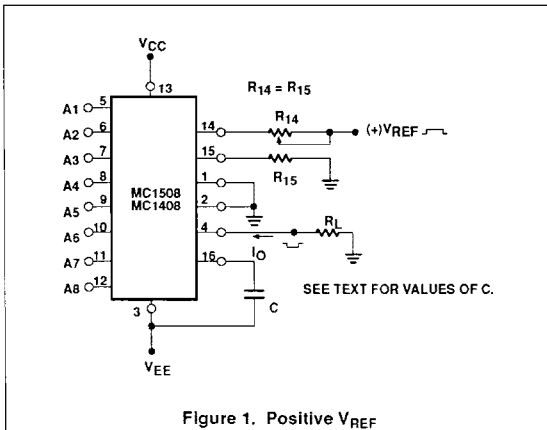 VCC
13
R14 = R15
A1 5
A2 6
A3 7
A4 8
A5 9
A6 10
A7 11
A8 12
MC1508
MC1408
14
R14
(+)VREF
15
R15
1
2
4
RL
IO
16
C
SEE TEXT FOR VALUES OF C.
3
VEE
Figure 1. Positive VREF